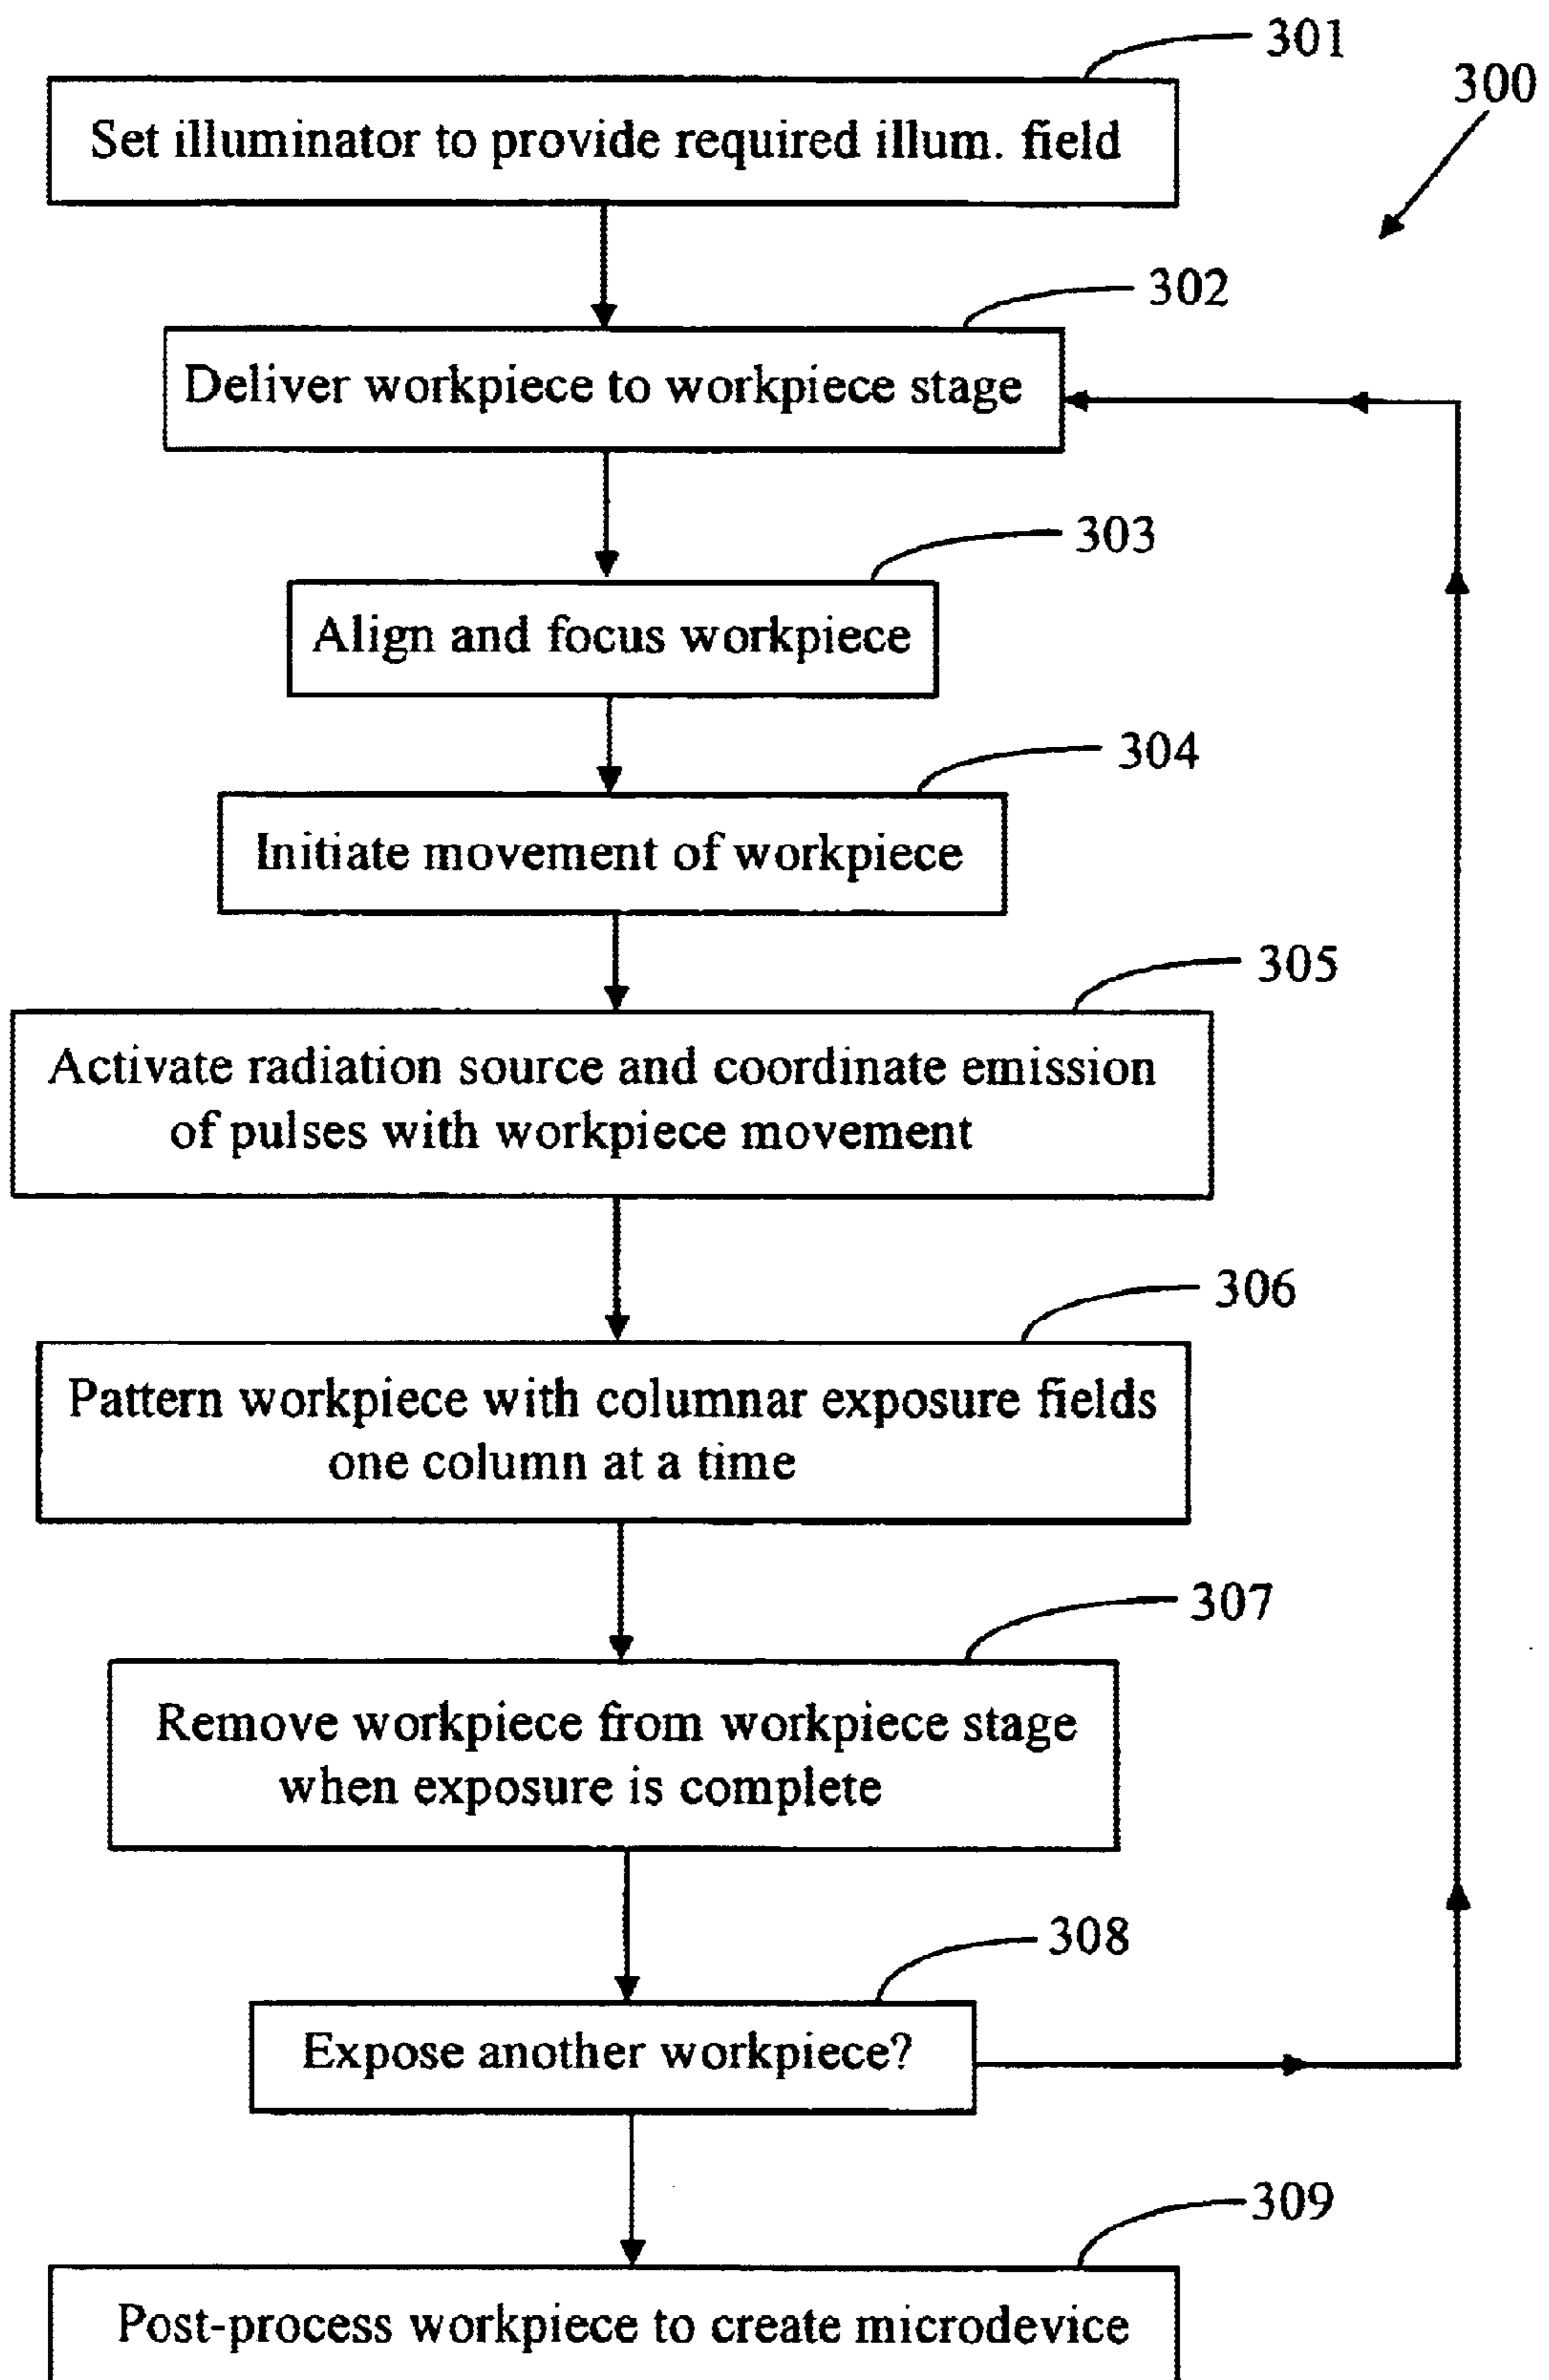 301
300
Set illuminator to provide required illum. field
302
Deliver workpiece to workpiece stage
303
Align and focus workpiece
304
Initiate movement of workpiece
305
Activate radiation source and coordinate emission
of pulses with workpiece movement
306
Pattern workpiece with columnar exposure fields
one column at a time
307
Remove workpiece from workpiece stage
when exposure is complete
308
Expose another workpiece?
309
Post-process workpiece to create microdevice